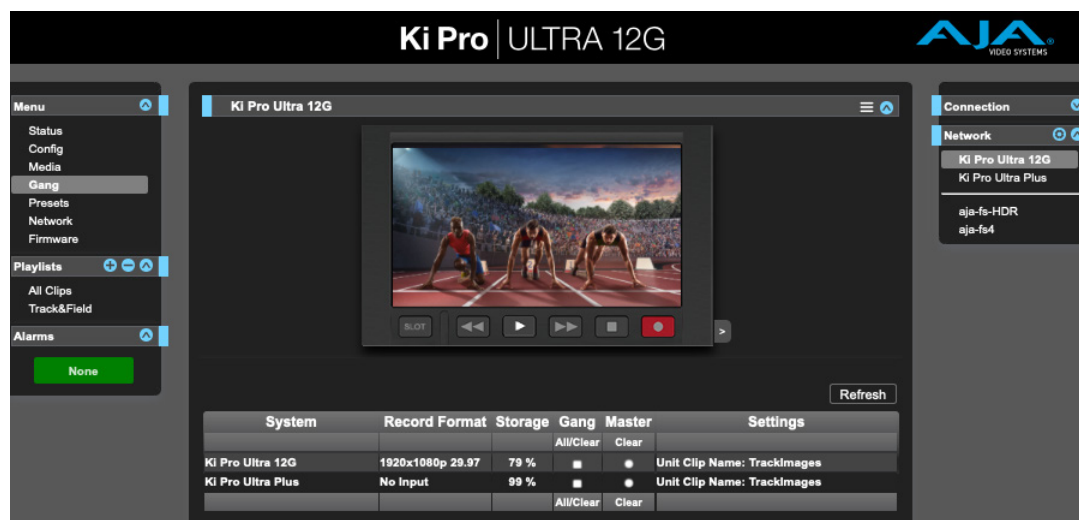 Ki Pro | ULTRA 12G
AJA
VIDEO SYSTEMS
Menu
Status
Config
Media
Gang
Presets
Network
Firmware
Playlists
All Clips
Track&Field
Alarms
None
Ki Pro Ultra 12G
SLOT
>
Refresh
System Record Format Storage Gang Master Settings
All/Clear Clear
Ki Pro Ultra 12G 1920x1080p 29.97 79 % Unit Clip Name: TrackImages
Ki Pro Ultra Plus No Input 99 % Unit Clip Name: TrackImages
All/Clear Clear
Connection
Network
Ki Pro Ultra 12G
Ki Pro Ultra Plus
aja-fs-HDR
aja-fs4